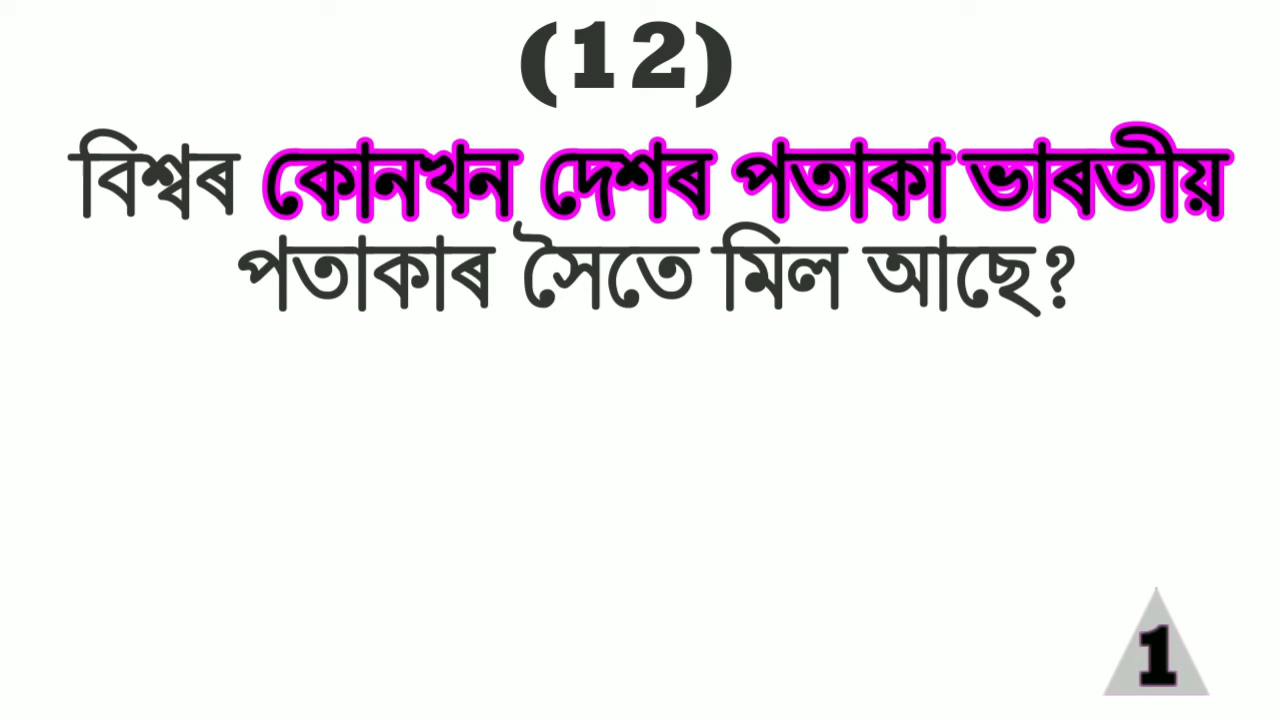 (12)
বিশ্বৰ কোনখন দেশৰ পতাকা ভাৰতীয়
পতাকাৰ সৈতে মিল আছে?
1